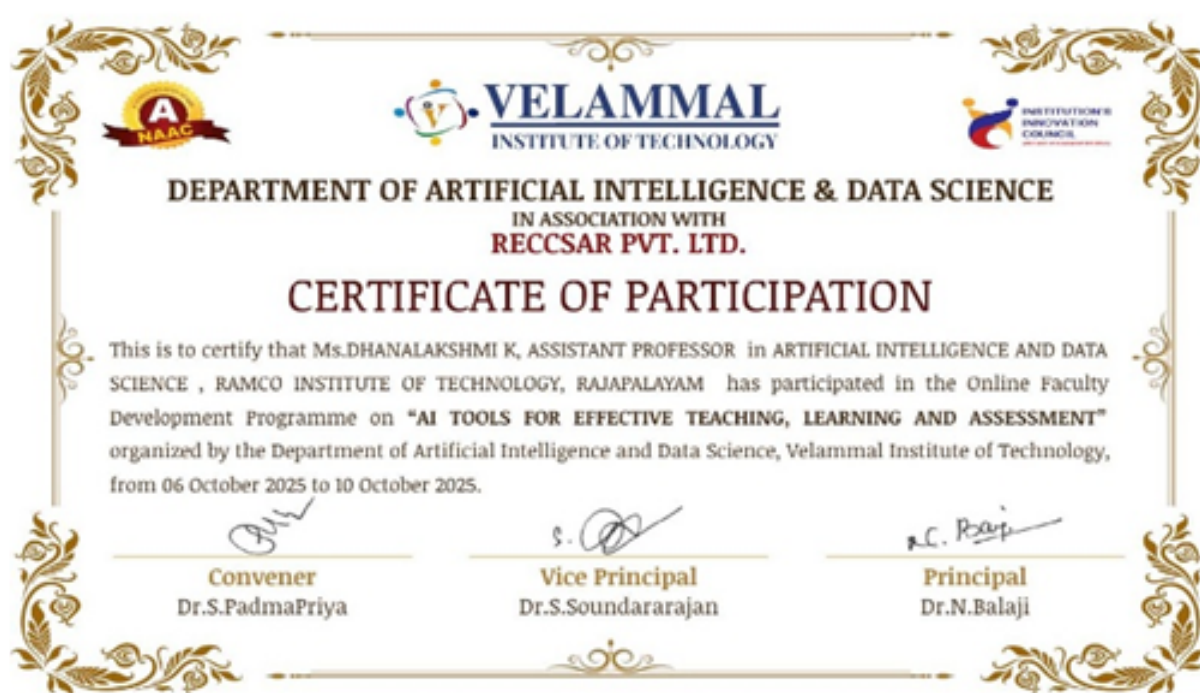 A
NAAC
VELAMMAL
INSTITUTE OF TECHNOLOGY
INSTITUTION'S
INNOVATION
COUNCIL
DEPARTMENT OF ARTIFICIAL INTELLIGENCE & DATA SCIENCE
IN ASSOCIATION WITH
RECCSAR PVT. LTD.
CERTIFICATE OF PARTICIPATION
This is to certify that Ms.DHANALAKSHMI K, ASSISTANT PROFESSOR in ARTIFICIAL INTELLIGENCE AND DATA
SCIENCE , RAMCO INSTITUTE OF TECHNOLOGY, RAJAPALAYAM has participated in the Online Faculty
Development Programme on “AI TOOLS FOR EFFECTIVE TEACHING, LEARNING AND ASSESSMENT”
organized by the Department of Artificial Intelligence and Data Science, Velammal Institute of Technology,
from 06 October 2025 to 10 October 2025.
Convener
Dr.S.PadmaPriya
Vice Principal
Dr.S.Soundararajan
Principal
Dr.N.Balaji